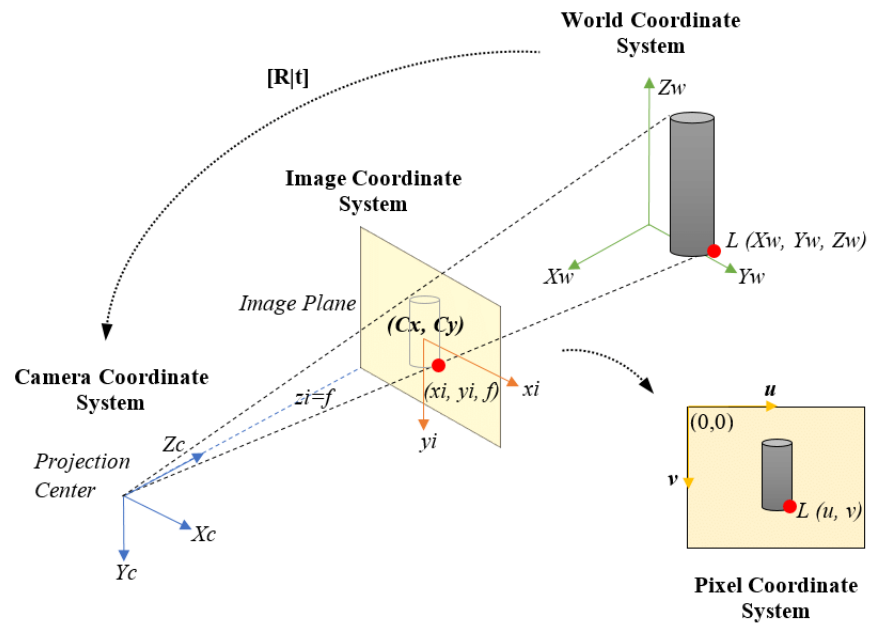 World Coordinate
System
[R|t]
Zw
Image Coordinate
System
L (Xw, Yw, Zw)
Xw
Yw
Image Plane
(Cx, Cy)
Camera Coordinate
System
zi=f
(xi, yi, f)
xi
u
(0,0)
yi
Zc
Projection
Center
v
L (u, v)
Xc
Yc
Pixel Coordinate
System